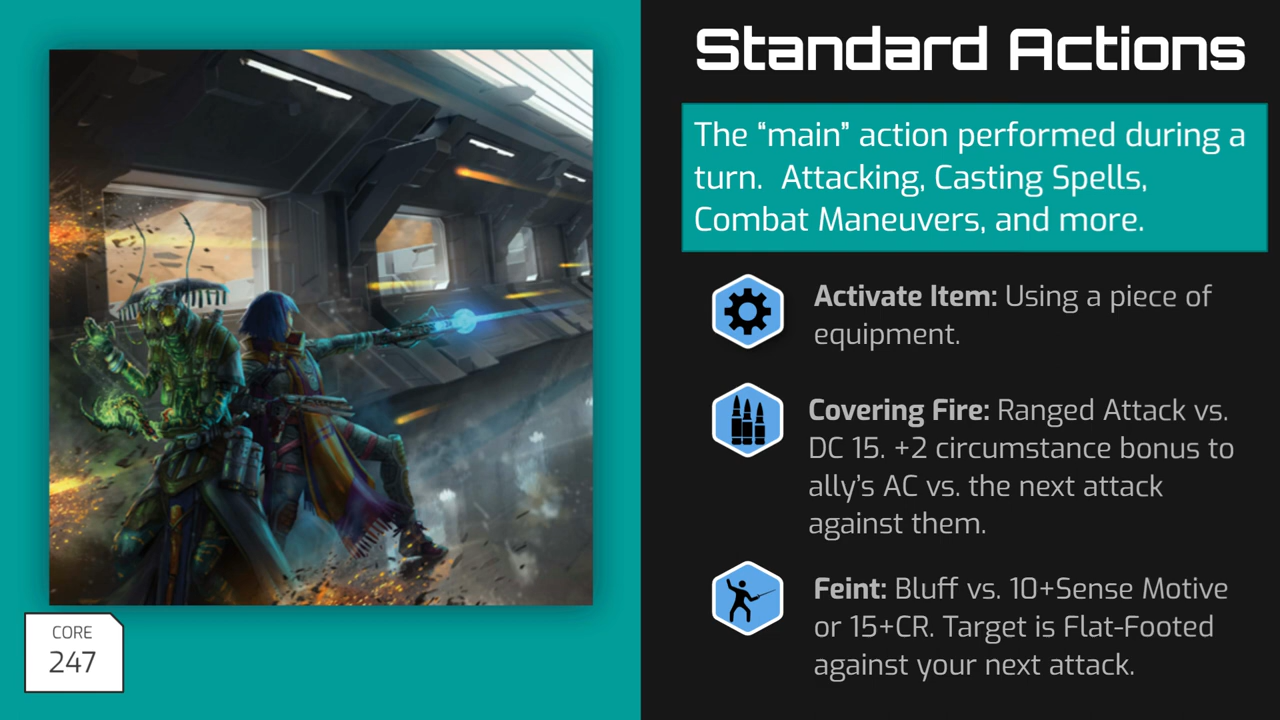 Standard Actions
The “main” action performed during a
turn.  Attacking, Casting Spells,
Combat Maneuvers, and more.
Activate Item: Using a piece of
equipment.
Covering Fire: Ranged Attack vs.
DC 15. +2 circumstance bonus to
ally’s AC vs. the next attack
against them.
Feint: Bluff vs. 10+Sense Motive
or 15+CR. Target is Flat-Footed
against your next attack.
CORE
247